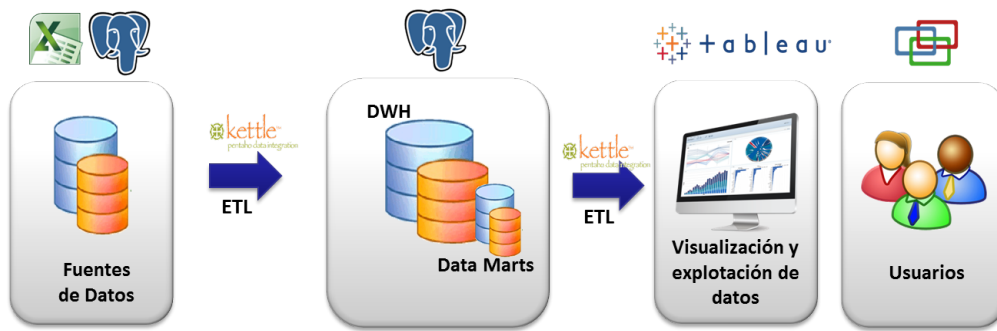 +ableau
kettle
pentaho data integration
ETL
DWH
Data Marts
kettle
pentaho data integration
ETL
Fuentes
de Datos
Visualización y
explotación de
datos
Usuarios